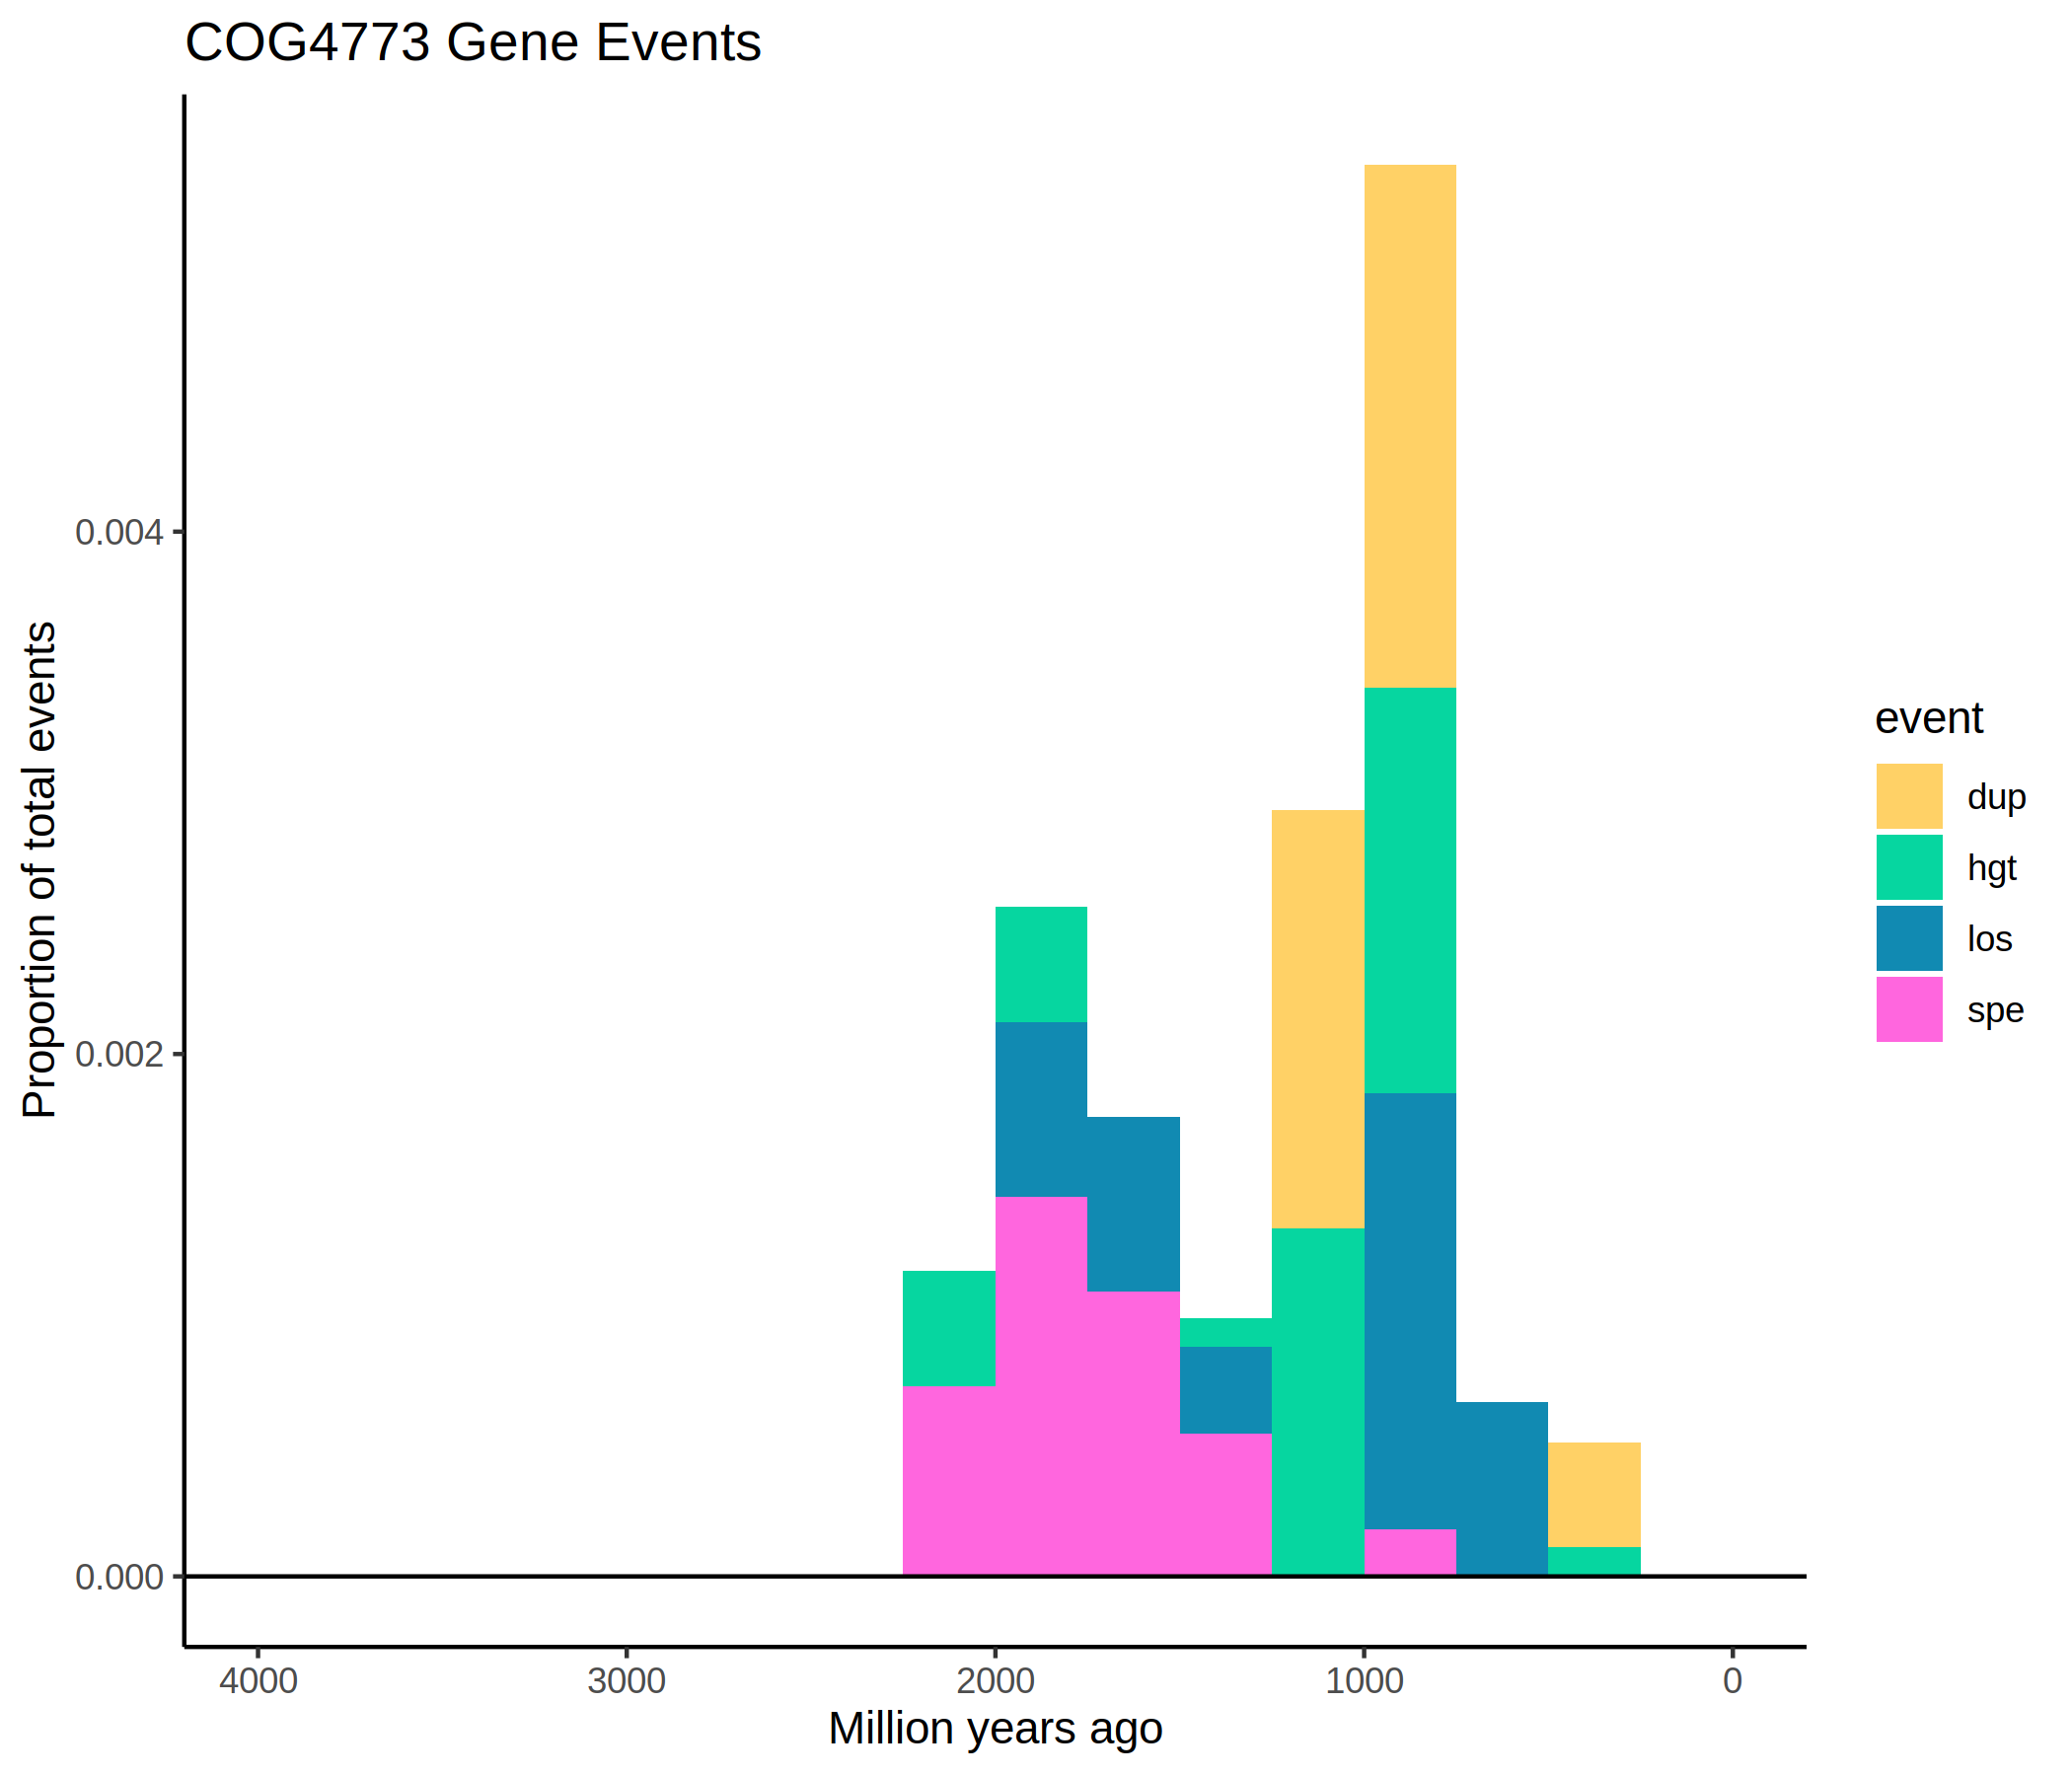 COG4773 Gene Events
Proportion of total events
0.004
0.002
0.000
4000 3000 2000 1000 0
Million years ago
event
dup
hgt
los
spe